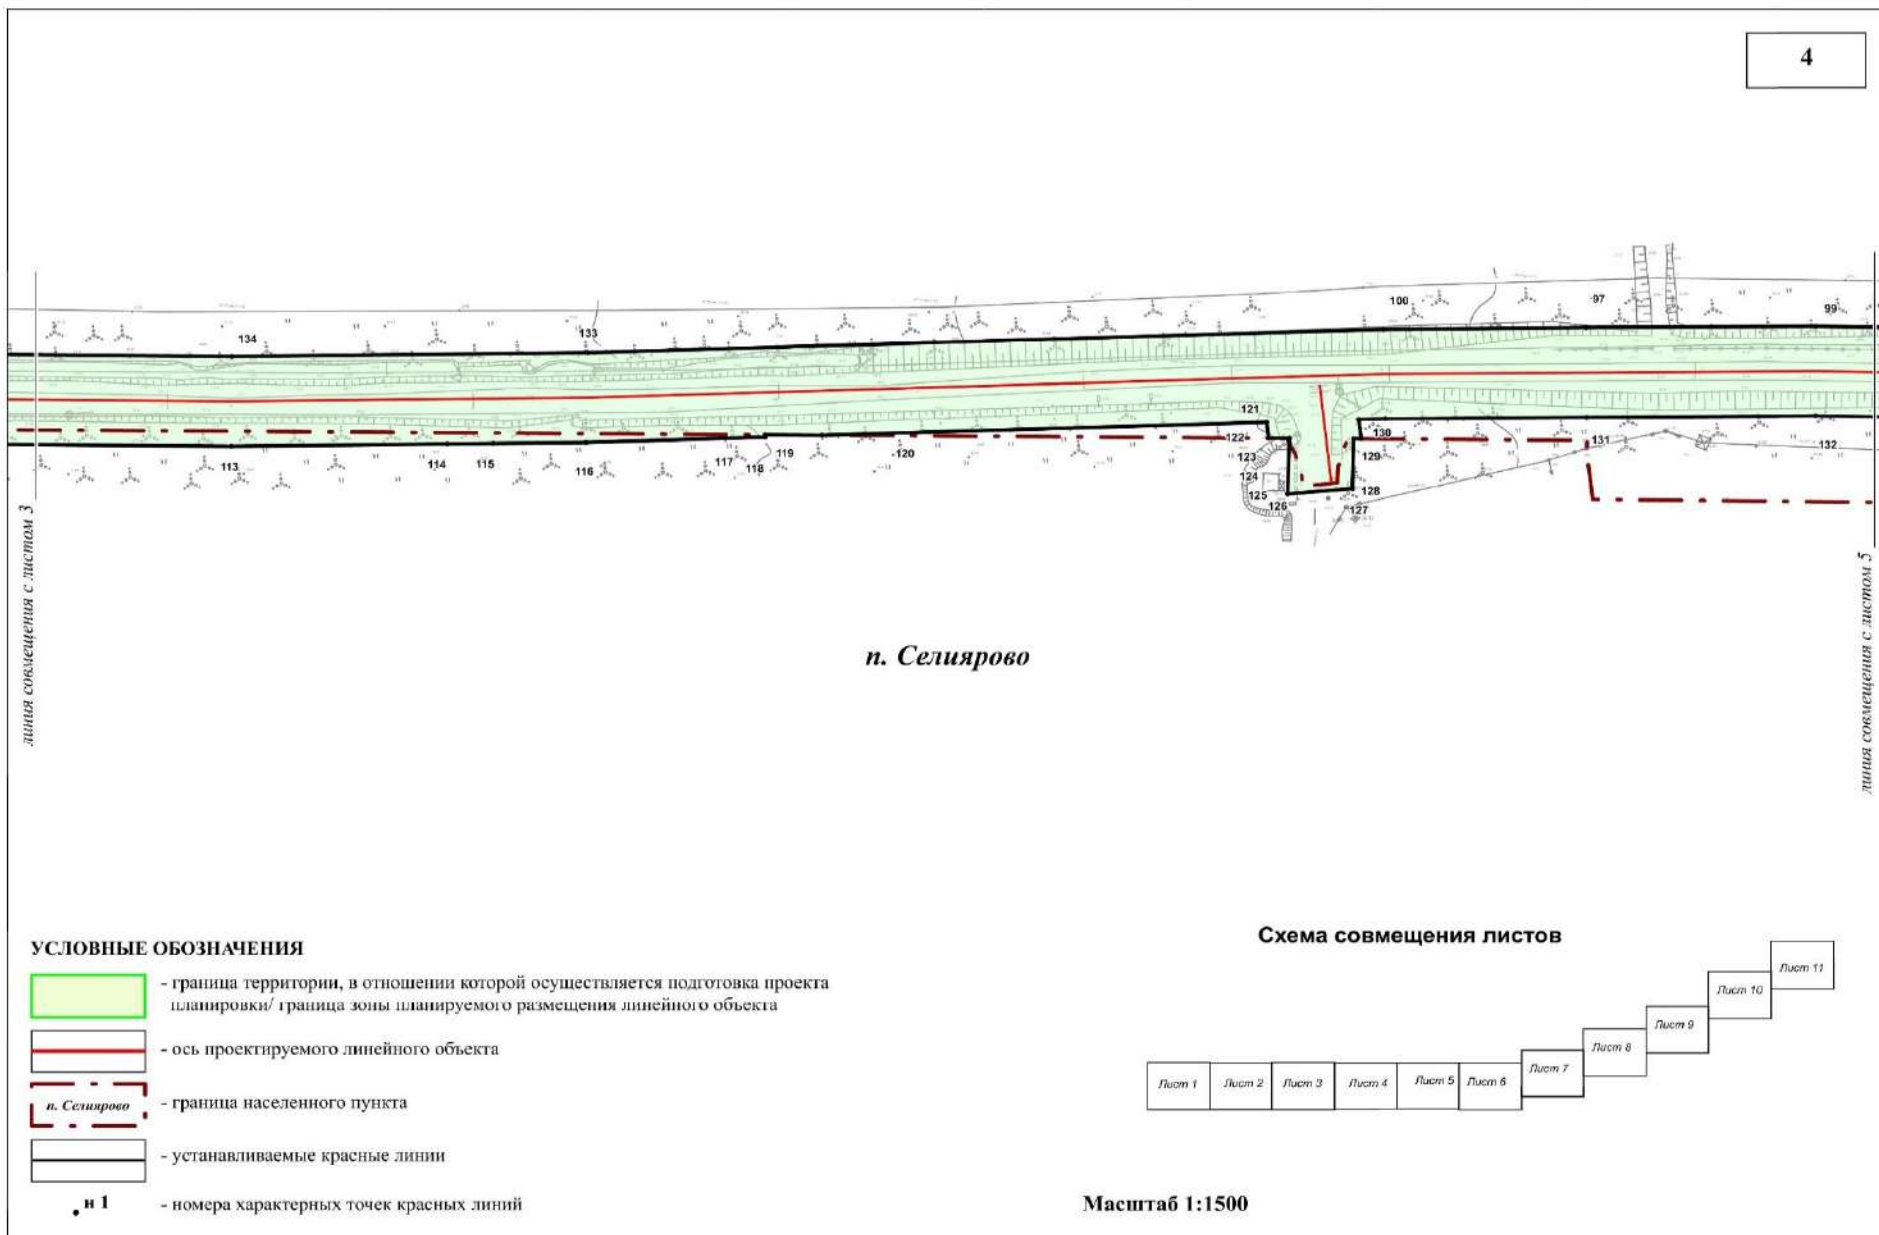 4
134
133
100
97
99
121
122
130
131
132
113
114
115
116
117
118
119
120
123
129
124
125
128
126
127
линия совмещения с листом 3
линия совмещения с листом 5
п. Селиярово
УСЛОВНЫЕ ОБОЗНАЧЕНИЯ
- граница территории, в отношении которой осуществляется подготовка проекта
планировки/ граница зоны планируемого размещения линейного объекта
- ось проектируемого линейного объекта
п. Селиярово
- граница населенного пункта
- устанавливаемые красные линии
н 1
- номера характерных точек красных линий
Схема совмещения листов
Лист 1
Лист 2
Лист 3
Лист 4
Лист 5
Лист 6
Лист 7
Лист 8
Лист 9
Лист 10
Лист 11
Масштаб 1:1500